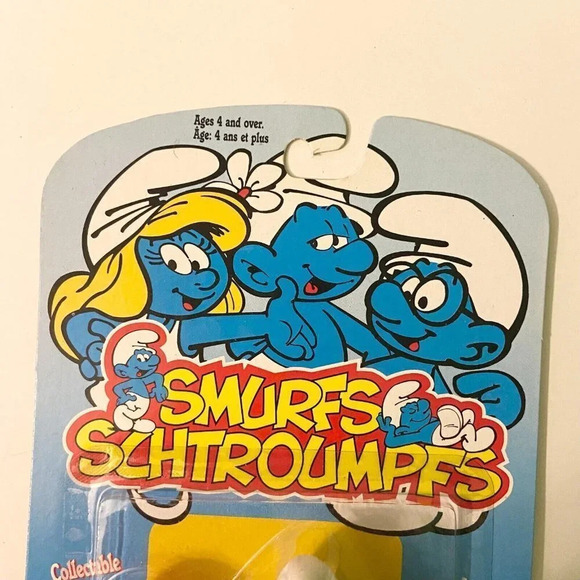 Ages 4 and over.
Âge: 4 ans et plus
SMURFS
SCHTROUMPFS
Collectable